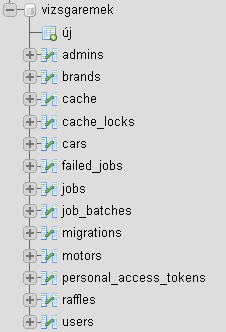 vizsgaremek
új
admins
brands
cache
cache_locks
cars
failed_jobs
jobs
job_batches
migrations
motors
personal_access_tokens
raffles
users